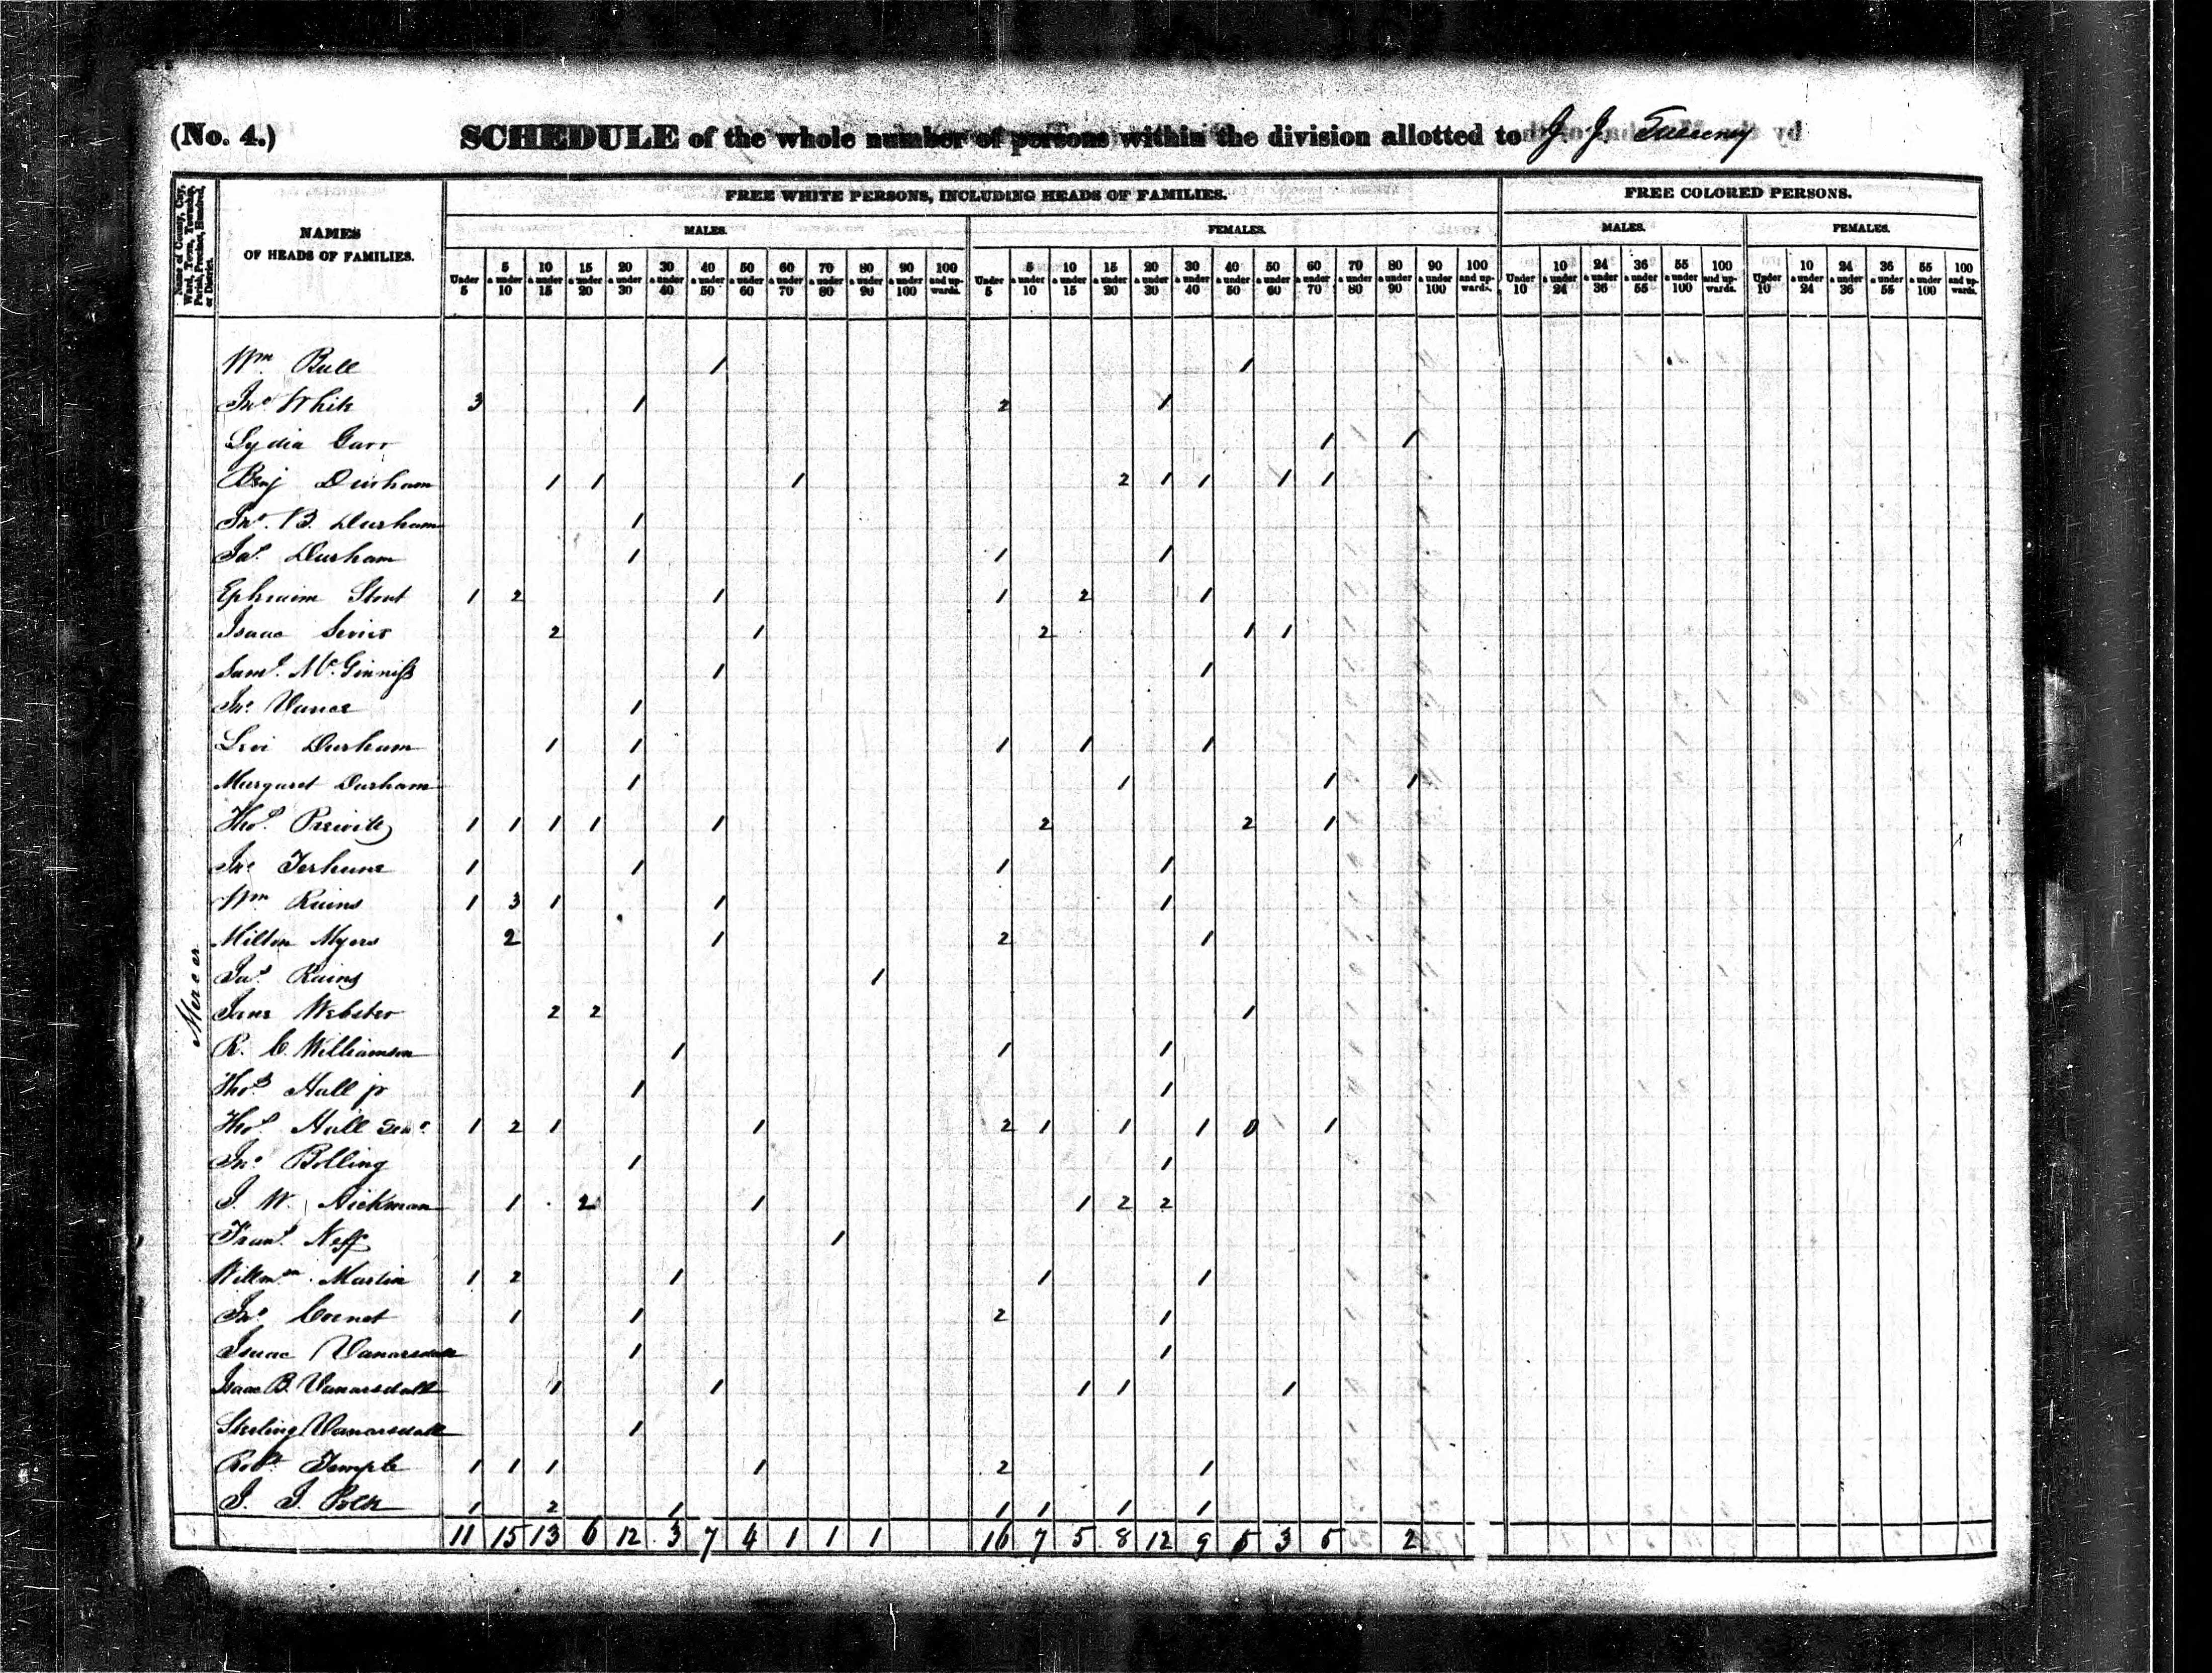 (No. 4.) SCHEDULE of the whole number of persons within the division allotted to J. J. Sweeney
Name of County, City, Ward, Town, Township, Parish, Precinct, Hundred, or District.
NAMES OF HEADS OF FAMILIES.
FREE WHITE PERSONS, INCLUDING HEADS OF FAMILIES.
FREE COLORED PERSONS.
MALES. FEMALES. MALES. FEMALES.
Under 5 5 & under 10 10 & under 15 15 & under 20 20 & under 30 30 & under 40 40 & under 50 50 & under 60 60 & under 70 70 & under 80 80 & under 90 90 & under 100 100 and upwards. Under 5 5 & under 10 10 & under 15 15 & under 20 20 & under 30 30 & under 40 40 & under 50 50 & under 60 60 & under 70 70 & under 80 80 & under 90 90 & under 100 100 and upwards. Under 10 10 & under 24 24 & under 36 36 & under 55 55 & under 100 100 and upwards. Under 10 10 & under 24 24 & under 36 36 & under 55 55 & under 100 100 and upwards.
Mercer
Wm Bull 1 1
Jno White 3 1 2 1
Lydia Garr 1 1
Benj Durham 1 1 1 2 1 1 1 1
Jno. B. Durham 1
Jas. Durham 1 1 1
Ephraim Stout 1 2 1 1 2 1
Isaac 2 1 2 1 1
Saml. McGinniss 1 1
Jno Vance 1
Levi Durham 1 1 1 1 1
Margaret Durham 1 1 1 1
Thos. Prewitt 1 1 1 1 1 2 2 1
Jno Terhune 1 1 1 1
Wm Rains 1 3 1 1 1
Milton Myers 2 1 2 1
Jas. Rains 1
Jane Webster 2 2 1
R. C. Williamson 1 1 1
Thos. Hall jr 1 1
Thos. Hall Senr 1 2 1 1 2 1 1 1 0 1
Jno Bolling 1 1
J. W. Hickman 1 2 1 1 2 2
Frans. Neff 1
Martin 1 2 1 1 1
Jno Cornet 1 1 2 1
Isaac Vanarsdall 1 1
Isaac B. Vanarsdall 1 1 1 1 1
Sterling Vanarsdall 1
Robt. Temple 1 1 1 1 2 1
J. J. Polk 1 2 1 1 1 1 1
11 15 13 6 12 3 7 4 1 1 1 16 7 5 8 12 9 3 5 2